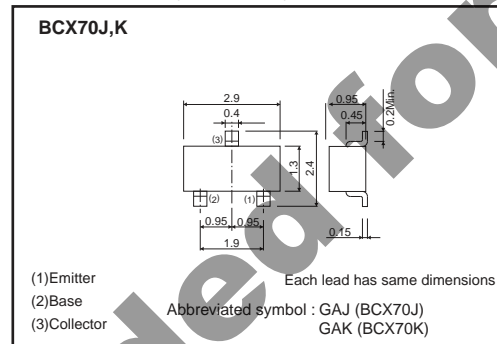 BCX70J,K
2.9
0.4
(3)
1.3
2.4
(2)
(1)
0.95
0.95
1.9
0.95
0.45
0.2Min.
0.15
(1)Emitter
(2)Base
(3)Collector
Each lead has same dimensions
Abbreviated symbol : GAJ (BCX70J)
GAK (BCX70K)
ded for